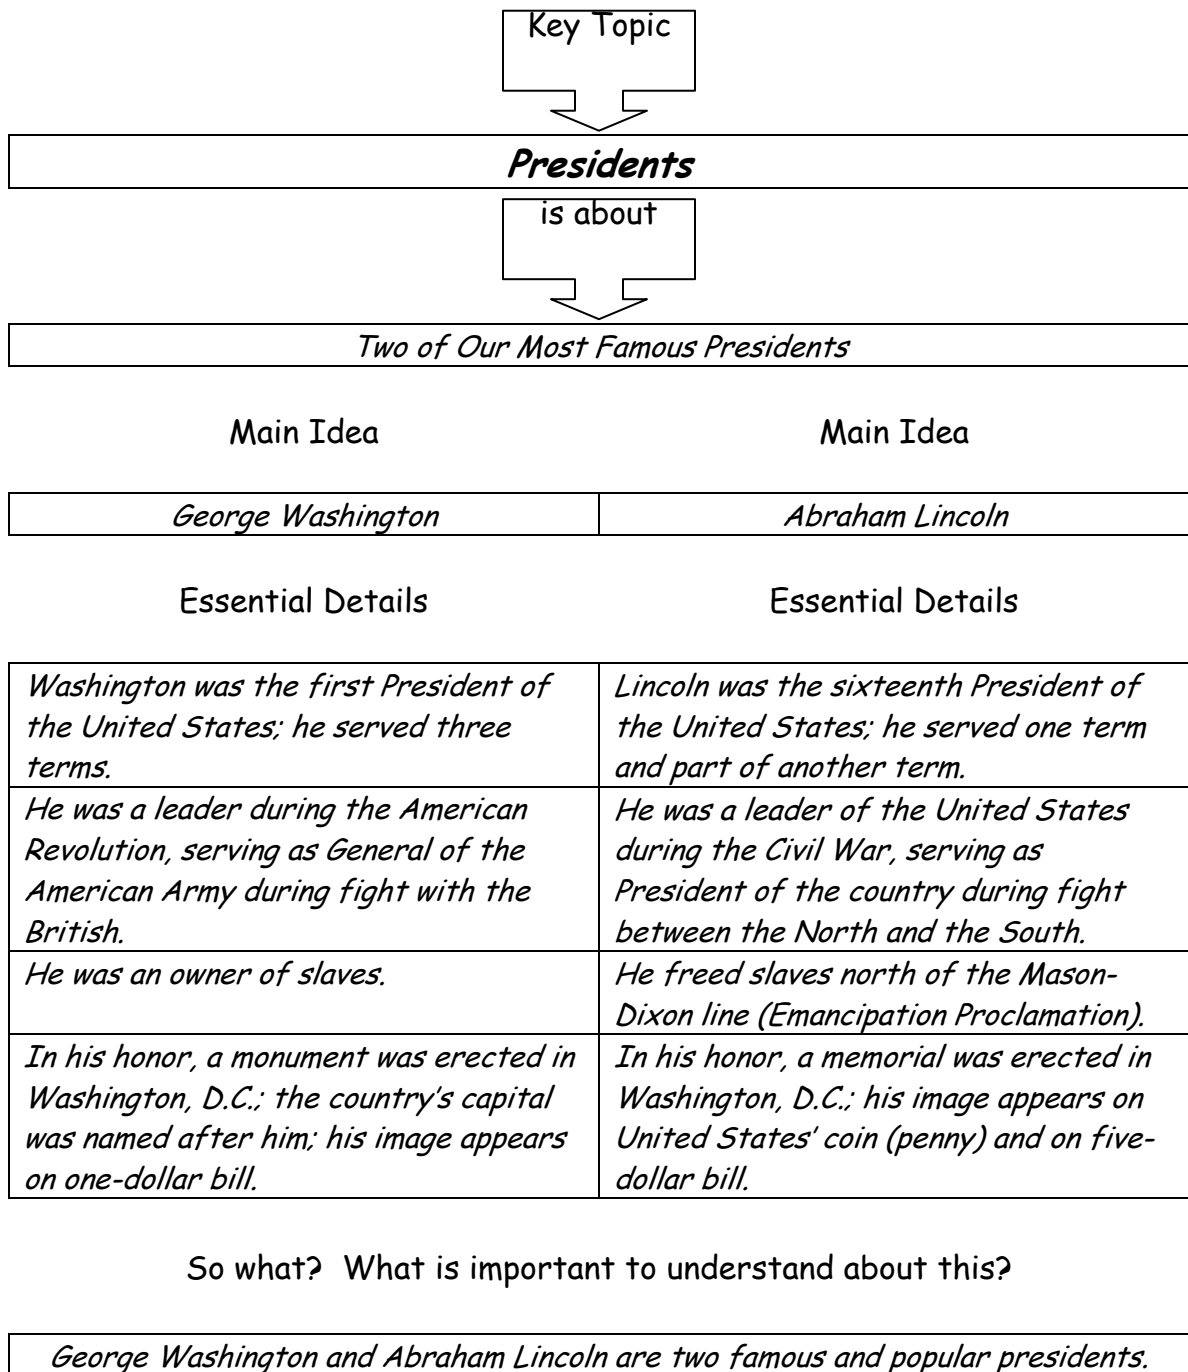 Key Topic
Presidents
is about
Two of Our Most Famous Presidents
Main Idea
Main Idea
George Washington
Abraham Lincoln
Essential Details
Essential Details
Washington was the first President of
the United States; he served three
terms.
Lincoln was the sixteenth President of
the United States; he served one term
and part of another term.
He was a leader during the American
Revolution, serving as General of the
American Army during fight with the
British.
He was a leader of the United States
during the Civil War, serving as
President of the country during fight
between the North and the South.
He was an owner of slaves.
He freed slaves north of the Mason-
Dixon line (Emancipation Proclamation).
In his honor, a monument was erected in
Washington, D.C.; the country's capital
was named after him; his image appears
on one-dollar bill.
In his honor, a memorial was erected in
Washington, D.C.; his image appears on
United States' coin (penny) and on five-
dollar bill.
So what? What is important to understand about this?
George Washington and Abraham Lincoln are two famous and popular presidents.